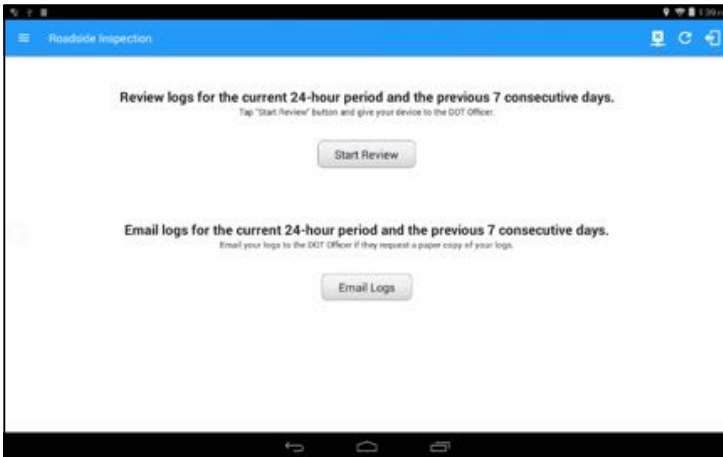 Roadside Inspection
Review logs for the current 24-hour period and the previous 7 consecutive days.
Tap "Start Review" button and give your device to the DOT Officer.
Start Review
Email logs for the current 24-hour period and the previous 7 consecutive days.
Email your logs to the DOT Officer if they request a paper copy of your logs.
Email Logs